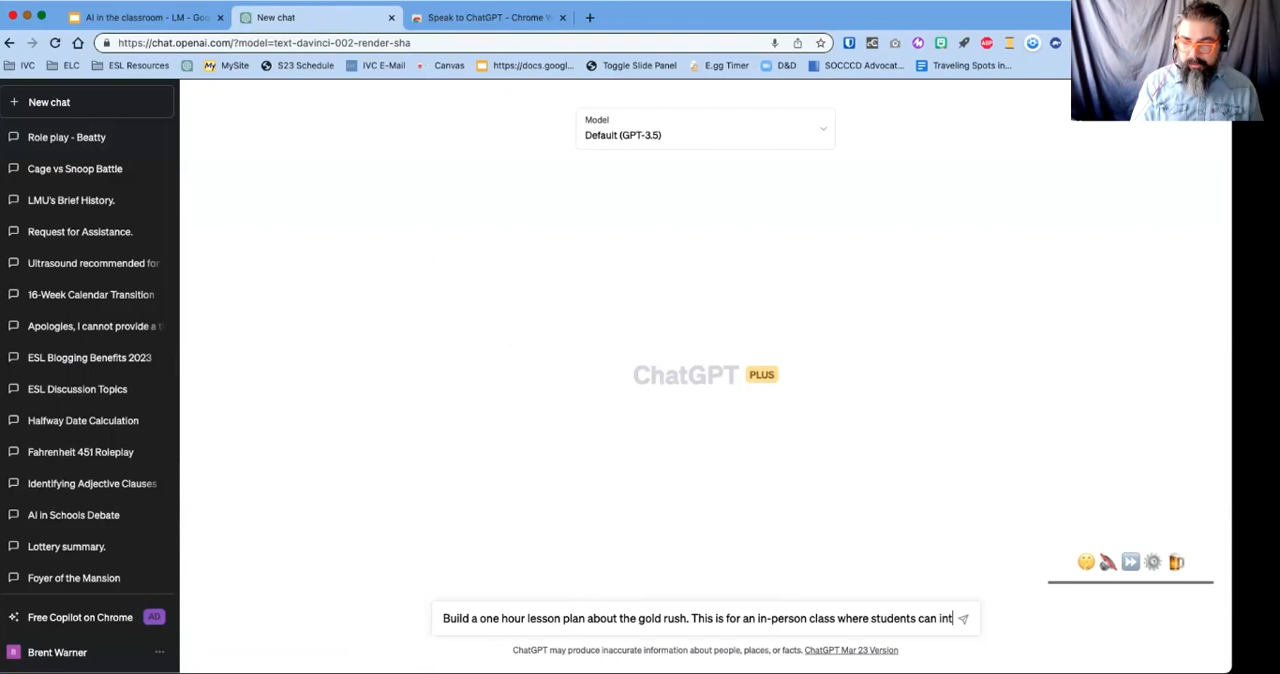 AI in the classroom - LM - Goo
New chat
Speak to ChatGPT - Chrome W
https://chat.openai.com/?model=text-davinci-002-render-sha
IVC
ELC
ESL Resources
MySite
S23 Schedule
IVC E-Mail
Canvas
https://docs.googl...
Toggle Slide Panel
E.gg Timer
D&D
SOCCCD Advocat...
Traveling Spots in...
New chat
Role play - Beatty
Cage vs Snoop Battle
LMU's Brief History.
Request for Assistance.
Ultrasound recommended for
16-Week Calendar Transition
Apologies, I cannot provide a t
ESL Blogging Benefits 2023
ESL Discussion Topics
Halfway Date Calculation
Fahrenheit 451 Roleplay
Identifying Adjective Clauses
AI in Schools Debate
Lottery summary.
Foyer of the Mansion
Free Copilot on Chrome AD
Brent Warner
Model
Default (GPT-3.5)
ChatGPT PLUS
Build a one hour lesson plan about the gold rush. This is for an in-person class where students can int
ChatGPT may produce inaccurate information about people, places, or facts. ChatGPT Mar 23 Version